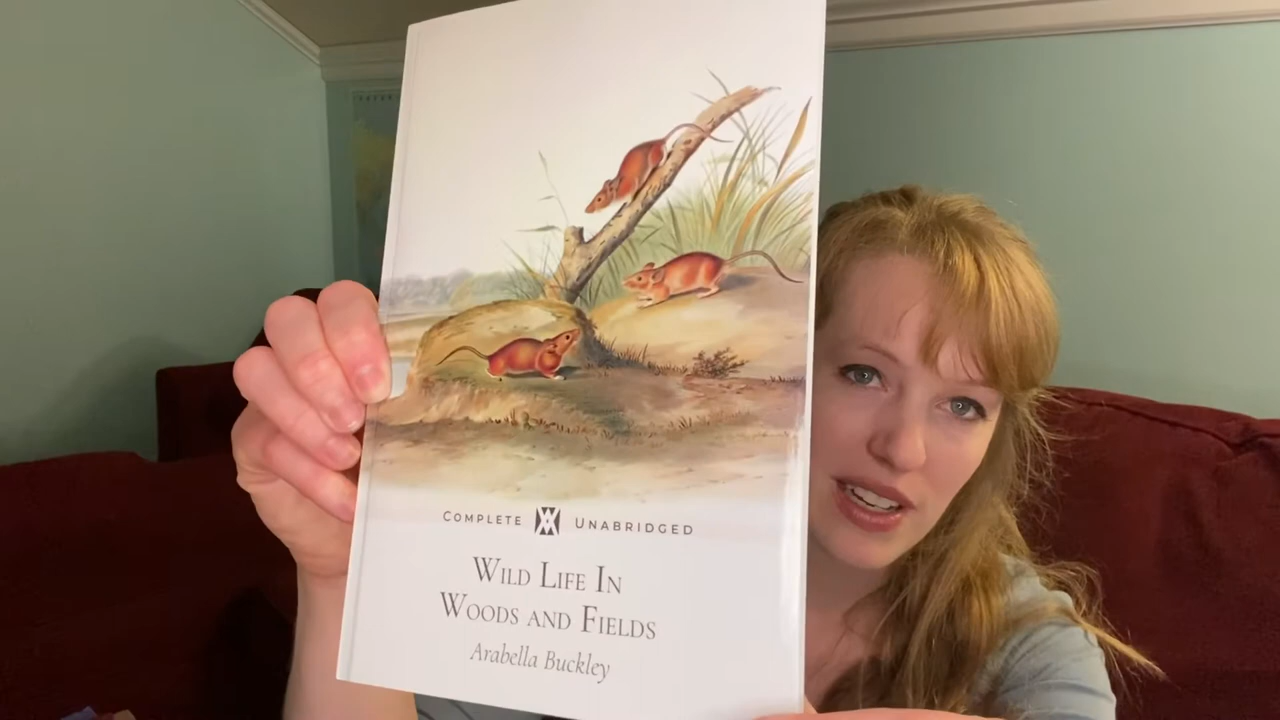 Complete Unabridged
Wild Life In
Woods and Fields
Arabella Buckley